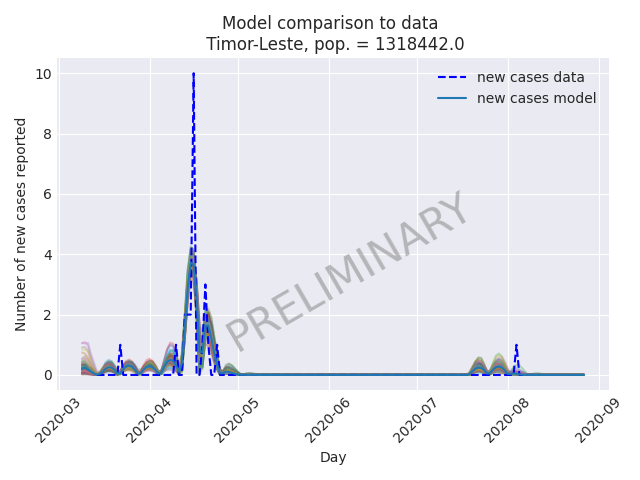 Model comparison to data
Timor-Leste, pop. = 1318442.0
new cases data
new cases model
Number of new cases reported
10
8
6
4
2
0
PRELIMINARY
2020-03
2020-04
2020-05
2020-06
2020-07
2020-08
2020-09
Day